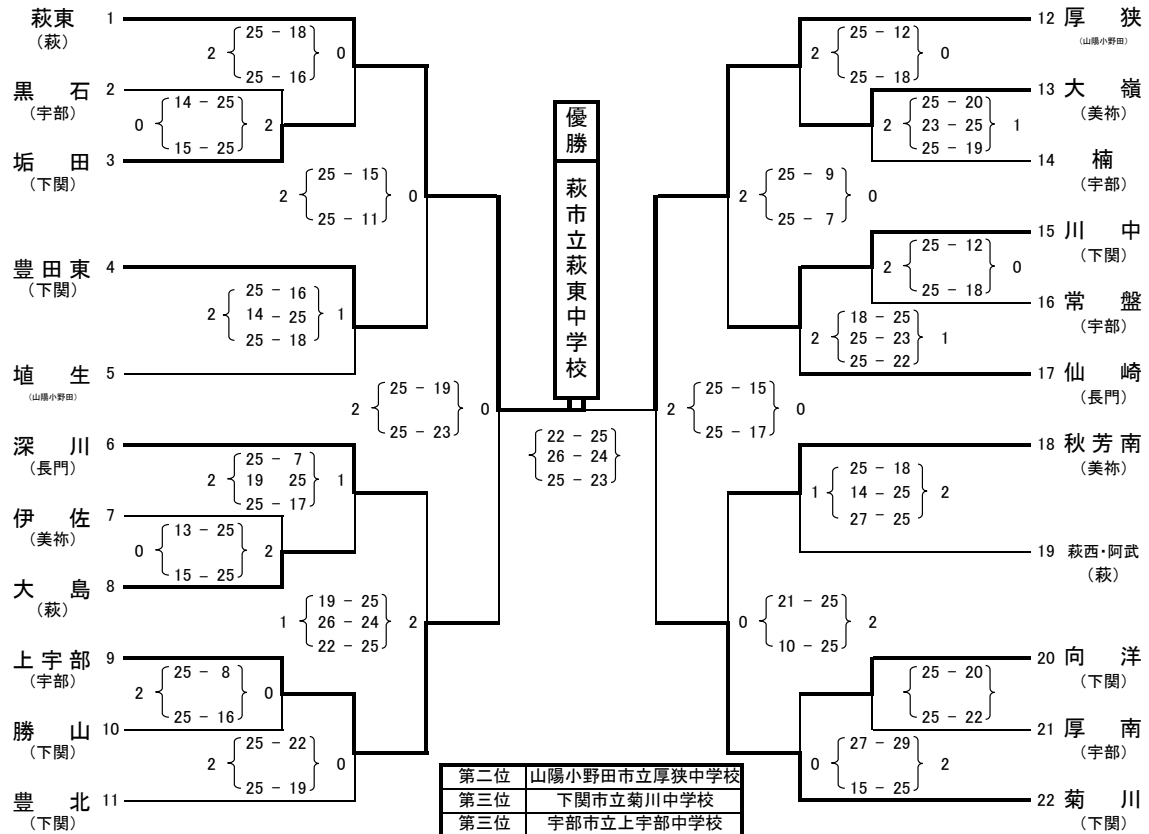 萩東 1
(萩)
25 - 18
2 0
25 - 16
黒石 2
(宇部)
14 - 25
0 2
15 - 25
垢田 3
(下関)
25 - 15
2 0
25 - 11
豊田東 4
(下関)
25 - 16
2 14 - 25 1
25 - 18
埴生 5
(山陽小野田)
25 - 19
2 0
25 - 23
深川 6
(長門)
25 - 7
2 19 25 1
25 - 17
伊佐 7
(美祢)
13 - 25
0 2
15 - 25
大島 8
(萩)
19 - 25
1 26 - 24 2
22 - 25
上宇部 9
(宇部)
25 - 8
2 0
25 - 16
勝山 10
(下関)
25 - 22
2 0
25 - 19
豊北 11
(下関)
優勝
萩市立萩東中学校
22 - 25
26 - 24
25 - 23
12 厚狭
(山陽小野田)
25 - 12
2 0
25 - 18
13 大嶺
(美祢)
25 - 20
2 23 - 25 1
25 - 19
14 楠
(宇部)
25 - 9
2 0
25 - 7
15 川中
(下関)
25 - 12
2 0
25 - 18
16 常盤
(宇部)
18 - 25
2 25 - 23 1
25 - 22
17 仙崎
(長門)
25 - 15
2 0
25 - 17
18 秋芳南
(美祢)
25 - 18
1 14 - 25 2
27 - 25
19 萩西・阿武
(萩)
21 - 25
0 2
10 - 25
20 向洋
(下関)
25 - 20
25 - 22
21 厚南
(宇部)
27 - 29
0 2
15 - 25
22 菊川
(下関)
第二位 山陽小野田市立厚狭中学校
第三位 下関市立菊川中学校
第三位 宇部市立上宇部中学校